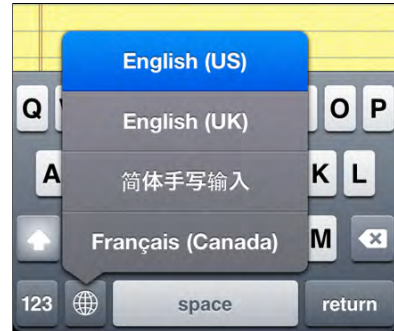 English (US)
Q O P
English (UK)
A K L
简体手写输入
M
Français (Canada)
123 space return